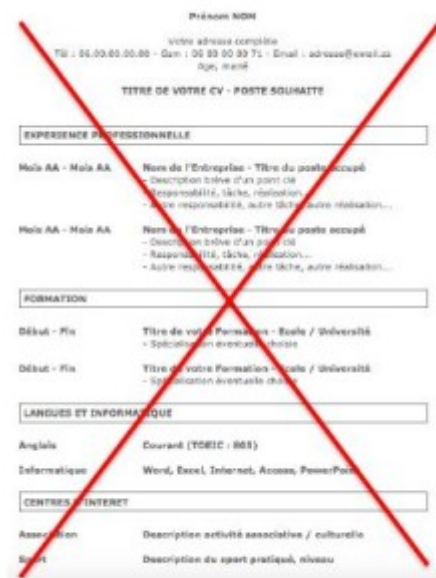 Prénom NOM
Votre adresse complète
Tél : 06.00.00.00.00 - Gsm : 06 00 00 00 71 - Email : adresse@email.aa
Age, marié
TITRE DE VOTRE CV - POSTE SOUHAITE
EXPERIENCE PROFESSIONNELLE
Mois AA - Mois AA Nom de l'Entreprise - Titre du poste occupé
- Description brève d'un point clé
- Responsabilité, tâche, réalisation...
- Autre responsabilité, autre tâche, autre réalisation...
Mois AA - Mois AA Nom de l'Entreprise - Titre du poste occupé
- Description brève d'un point clé
- Responsabilité, tâche, réalisation...
- Autre responsabilité, autre tâche, autre réalisation...
FORMATION
Début - Fin Titre de votre Formation - Ecole / Université
- Spécialisation éventuelle choisie
Début - Fin Titre de votre Formation - Ecole / Université
- Spécialisation éventuelle choisie
LANGUES ET INFORMATIQUE
Anglais Courant (TOEIC : 865)
Informatique Word, Excel, Internet, Access, PowerPoint
CENTRES D'INTERET
Association Description activité associative / culturelle
Sport Description du sport pratiqué, niveau